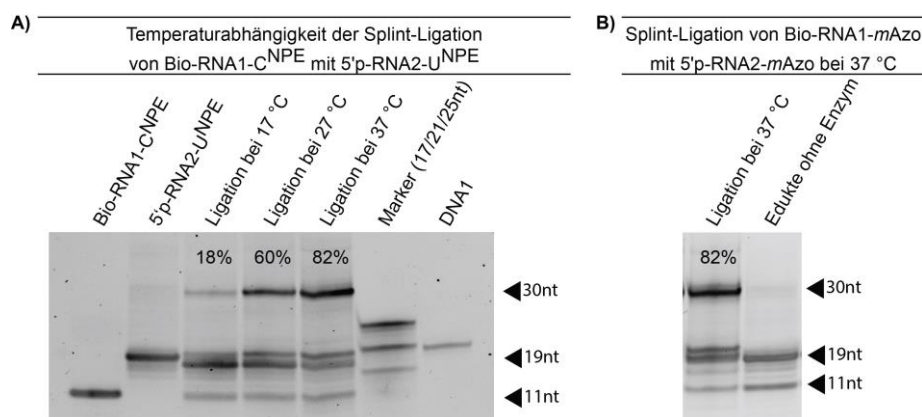 A)
Temperaturabhängigkeit der Splint-Ligation
von Bio-RNA1-C^NPE mit 5'p-RNA2-U^NPE
Bio-RNA1-C^NPE
5'p-RNA2-U^NPE
Ligation bei 17 °C
Ligation bei 27 °C
Ligation bei 37 °C
Marker (17/21/25nt)
DNA1
18% 60% 82%
30nt
19nt
11nt
B)
Splint-Ligation von Bio-RNA1-mAzo
mit 5'p-RNA2-mAzo bei 37 °C
Ligation bei 37 °C
Edukte ohne Enzym
82%
30nt
19nt
11nt